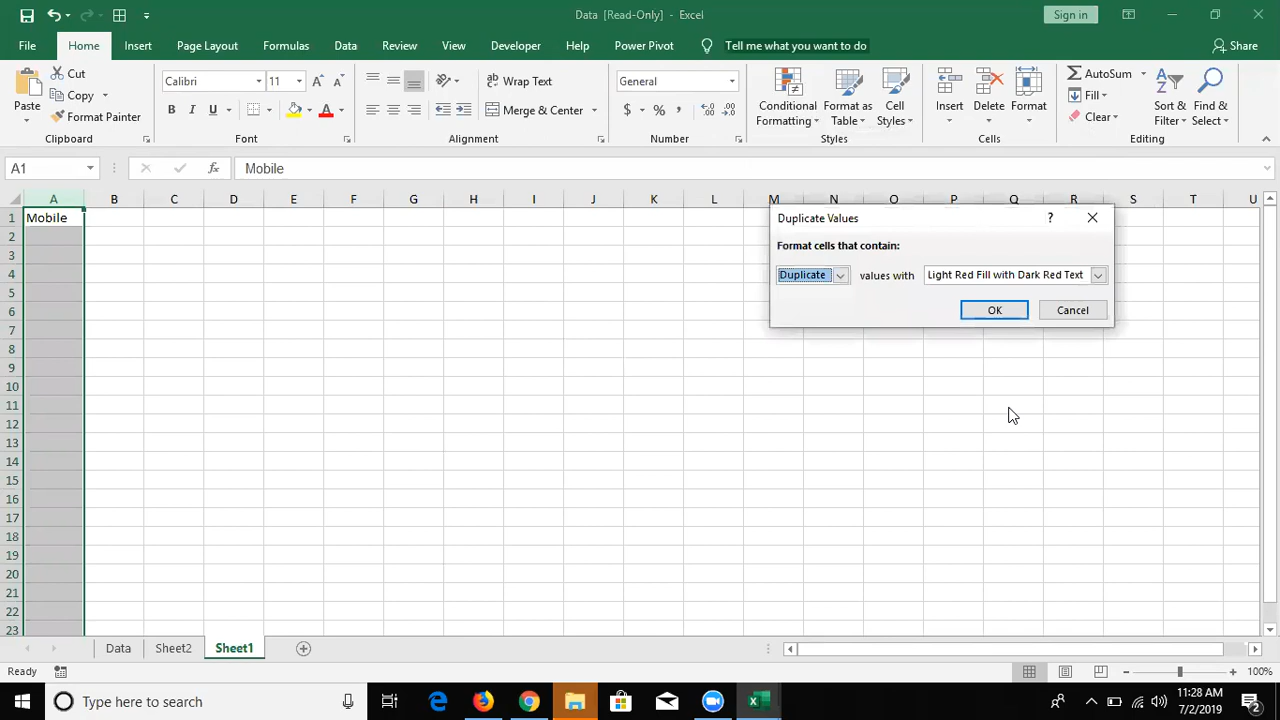 Data [Read-Only] - Excel
Sign in
File Home Insert Page Layout Formulas Data Review View Developer Help Power Pivot Tell me what you want to do Share
Paste
Cut
Copy
Format Painter
Clipboard
Calibri 11
B I U
Font
Wrap Text
Merge & Center
Alignment
General
$ % ,
Number
Conditional Formatting
Format as Table
Cell Styles
Styles
Insert
Delete
Format
Cells
AutoSum
Fill
Clear
Sort & Filter
Find & Select
Editing
A1 fx Mobile
A B C D E F G H I J K L M N O P Q R S T U
1 Mobile
2
3
4
5
6
7
8
9
10
11
12
13
14
15
16
17
18
19
20
21
22
23
Duplicate Values ?
Format cells that contain:
Duplicate values with Light Red Fill with Dark Red Text
OK Cancel
Data Sheet2 Sheet1
Ready 100%
Type here to search
11:28 AM
7/2/2019
2